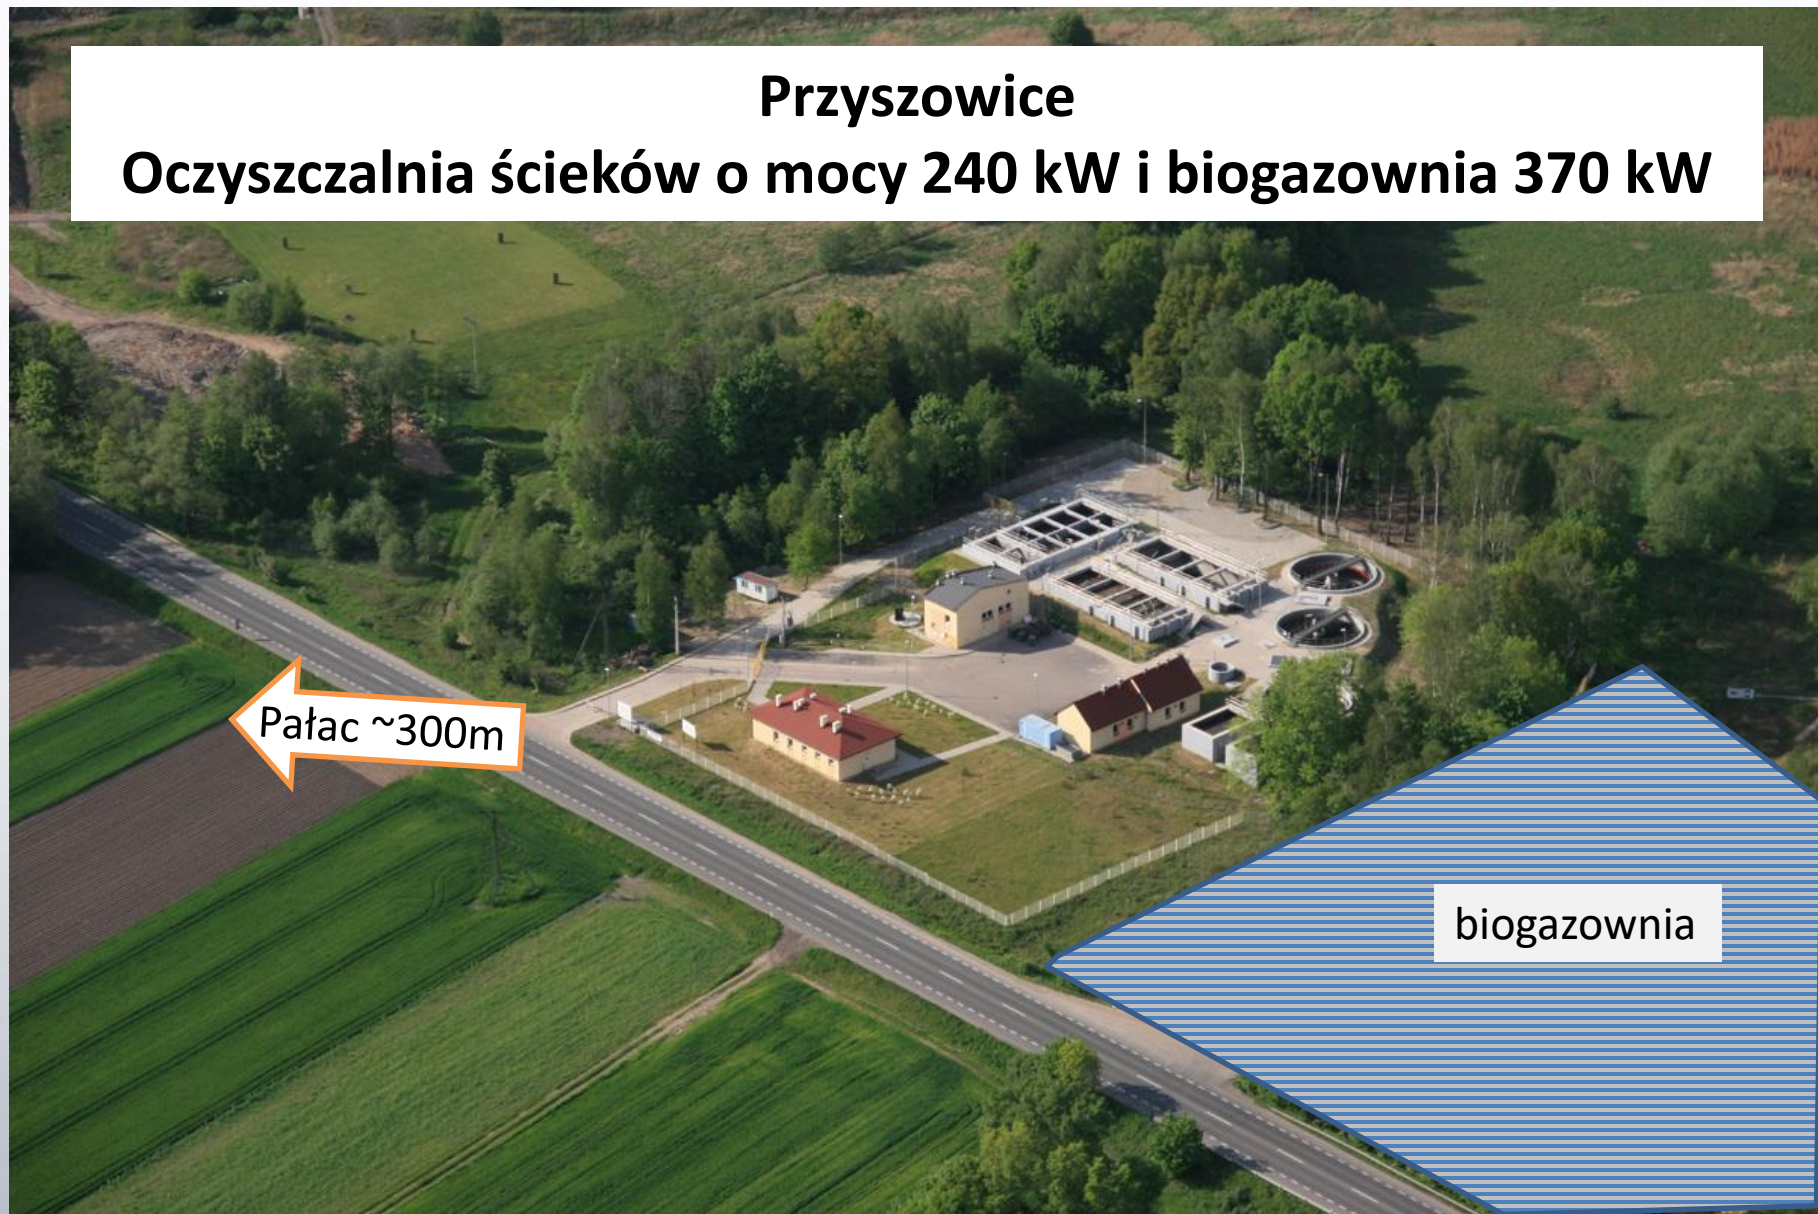 Przyszowice
Oczyszczalnia ścieków o mocy 240 kW i biogazownia 370 kW
Pałac ~300m
biogazownia